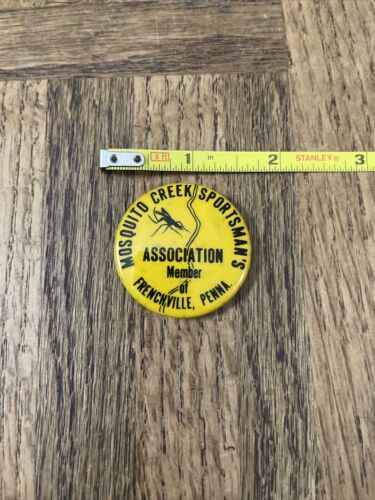 1 in 2 STANLEY® 3
MOSQUITO CREEK SPORTSMAN'S
ASSOCIATION
Member
of
FRENCHVILLE, PENNA.